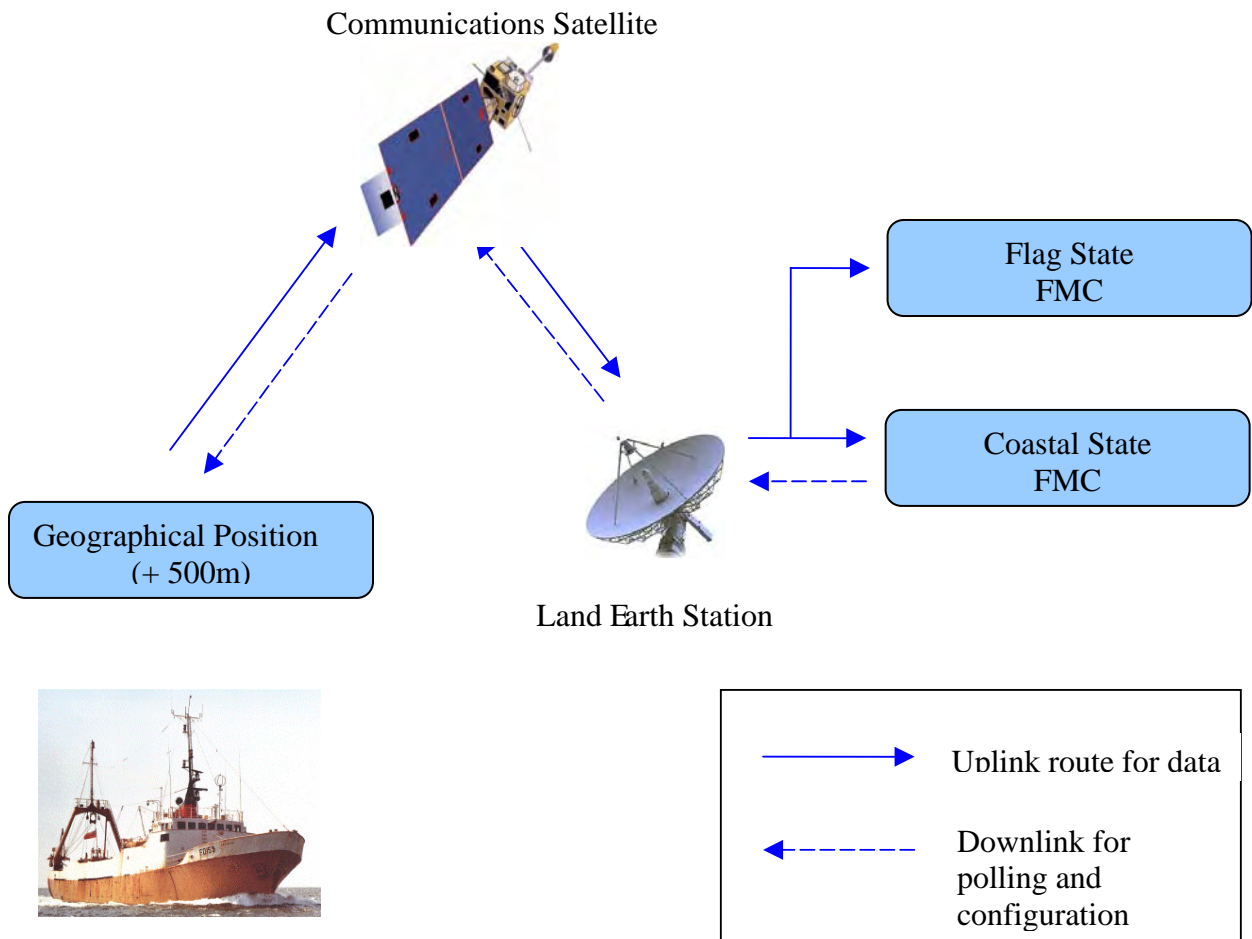 Communications Satellite
Flag State
FMC
Coastal State
FMC
Geographical Position
(+ 500m)
Land Earth Station
Uplink route for data
Downlink for
polling and
configuration